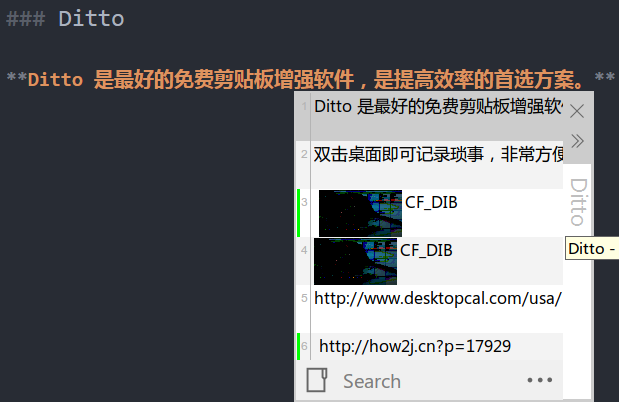 ### Ditto
**Ditto 是最好的免费剪贴板增强软件，是提高效率的首选方案。**
1 Ditto 是最好的免费剪贴板增强软
2 双击桌面即可记录琐事，非常方便
3 CF_DIB
4 CF_DIB
5 http://www.desktopcal.com/usa/
6 http://how2j.cn?p=17929
Search
Ditto
Ditto -